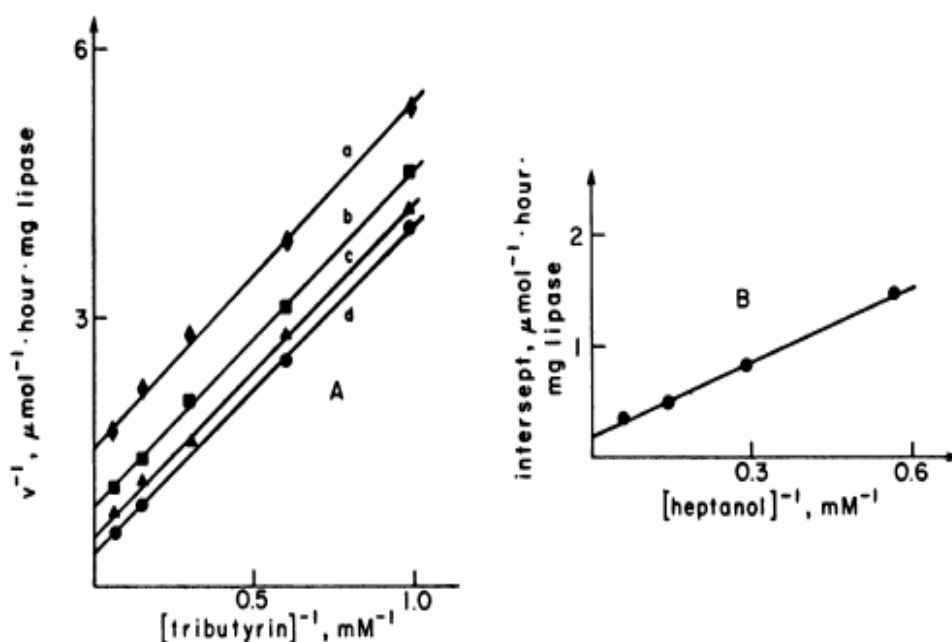 6
3
0.5
1.0
v⁻¹, μmol⁻¹·hour·mg lipase
[tributyrin]⁻¹, mM⁻¹
a
b
c
d
A
2
1
0.3
0.6
intersept, μmol⁻¹·hour·
mg lipase
[heptanol]⁻¹, mM⁻¹
B